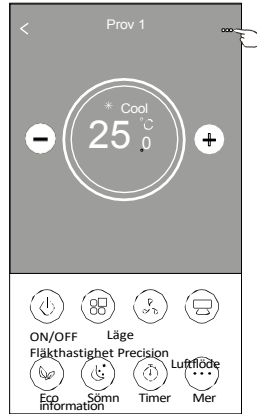 Prov 1
Cool
25.0 °C
ON/OFF Läge
Fläkthastighet Precision
Luftflöde
Eco Sömn Timer Mer
information